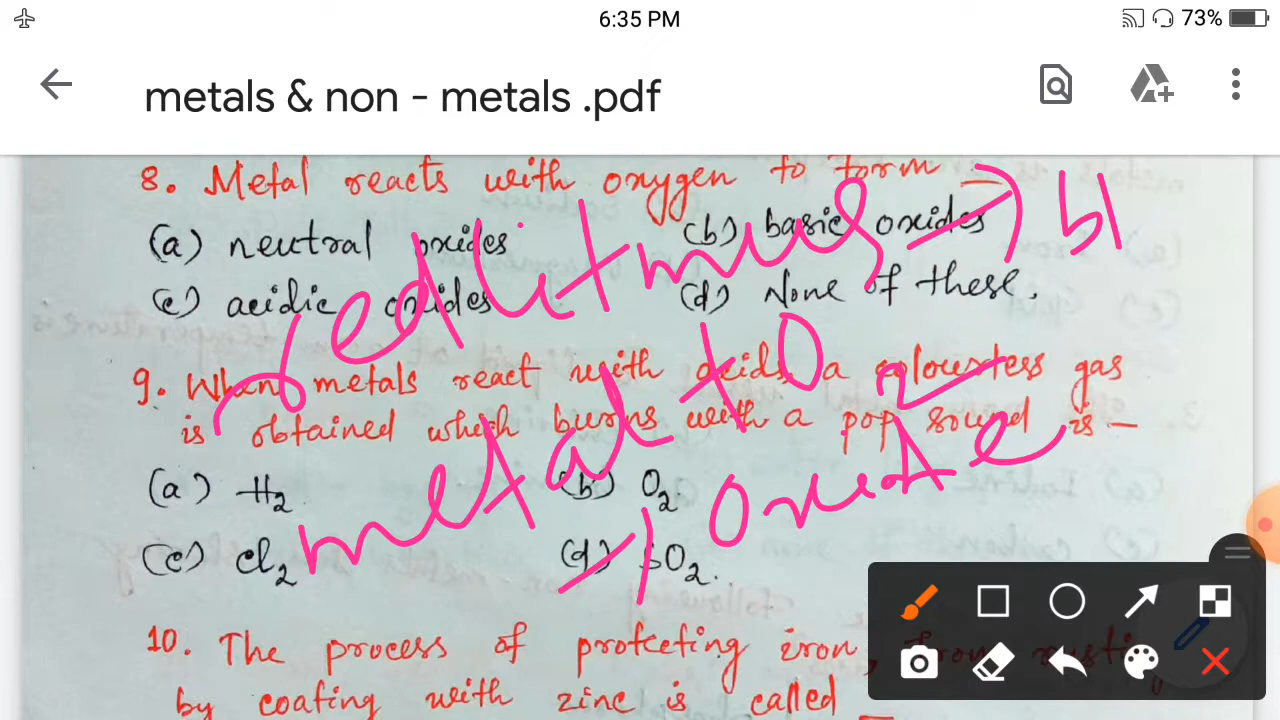 6:35 PM
73%
metals & non - metals .pdf
8. Metal reacts with oxygen to form —
(a) neutral oxides (b) basic oxides
(c) acidic oxides (d) None of these.
red litmus → bl
9. When metals react with acids, a colourless gas
is obtained which burns with a pop sound is —
metal + O2
(a) H2 (b) O2.
→ oxide
(c) Cl2 (d) SO2.
10. The process of protecting iron, from rusting
by coating with zinc is called —